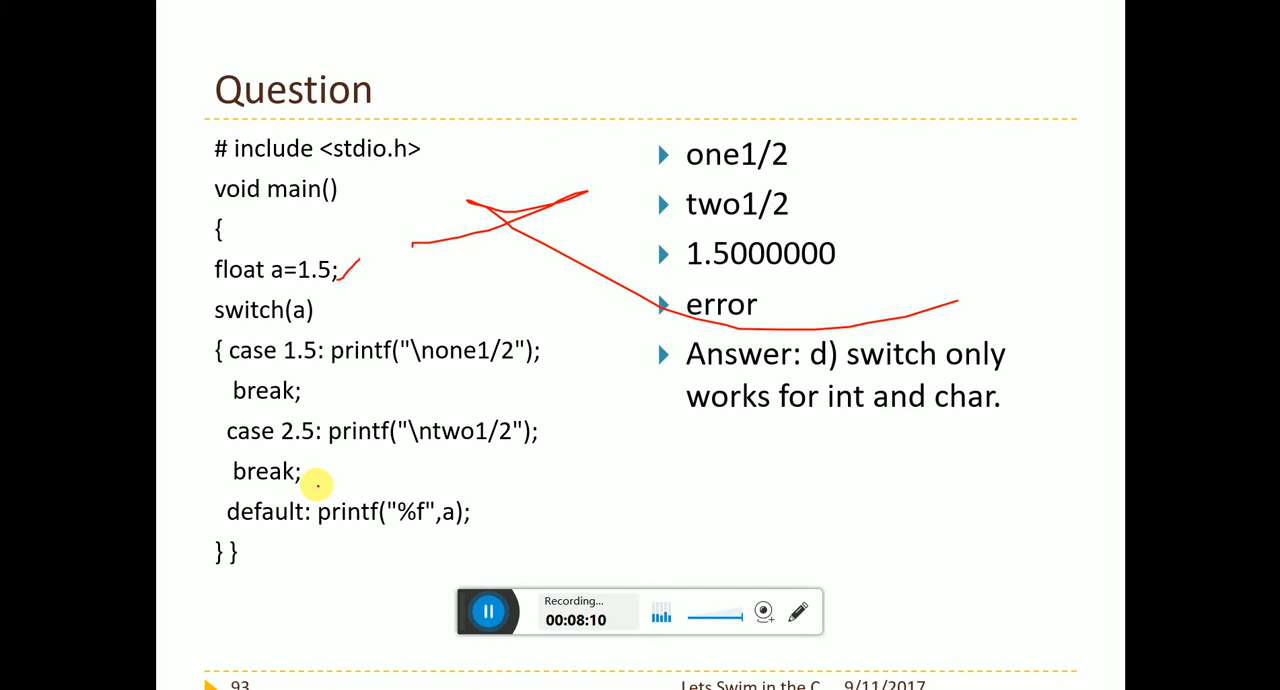 Question
# include <stdio.h>
void main()
{
float a=1.5;
switch(a)
{ case 1.5: printf("\none1/2");
break;
case 2.5: printf("\ntwo1/2");
break;
default: printf("%f",a);
} }
one1/2
two1/2
1.5000000
error
Answer: d) switch only
works for int and char.
Recording...
00:08:10
93
Lets Swim in the C... 9/11/2017